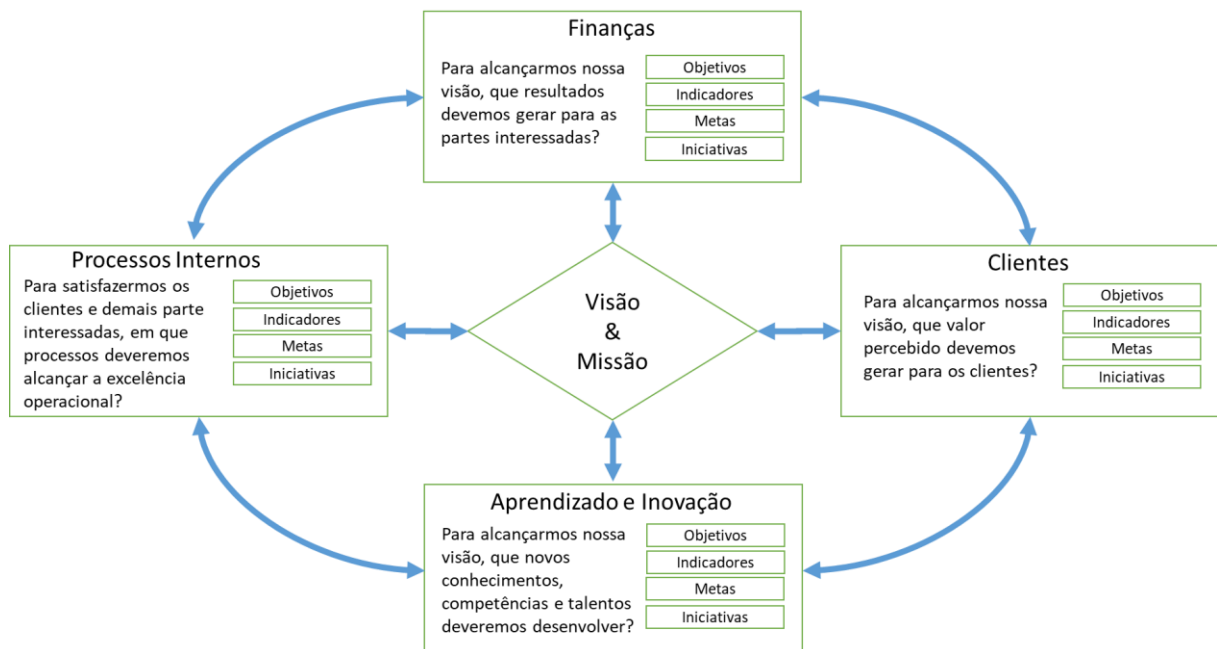 Finanças
Para alcançarmos nossa
visão, que resultados
devemos gerar para as
partes interessadas?
Objetivos
Indicadores
Metas
Iniciativas
Processos Internos
Para satisfazermos os
clientes e demais parte
interessadas, em que
processos deveremos
alcançar a excelência
operacional?
Objetivos
Indicadores
Metas
Iniciativas
Visão
&
Missão
Clientes
Para alcançarmos nossa
visão, que valor
percebido devemos
gerar para os clientes?
Objetivos
Indicadores
Metas
Iniciativas
Aprendizado e Inovação
Para alcançarmos nossa
visão, que novos
conhecimentos,
competências e talentos
deveremos desenvolver?
Objetivos
Indicadores
Metas
Iniciativas